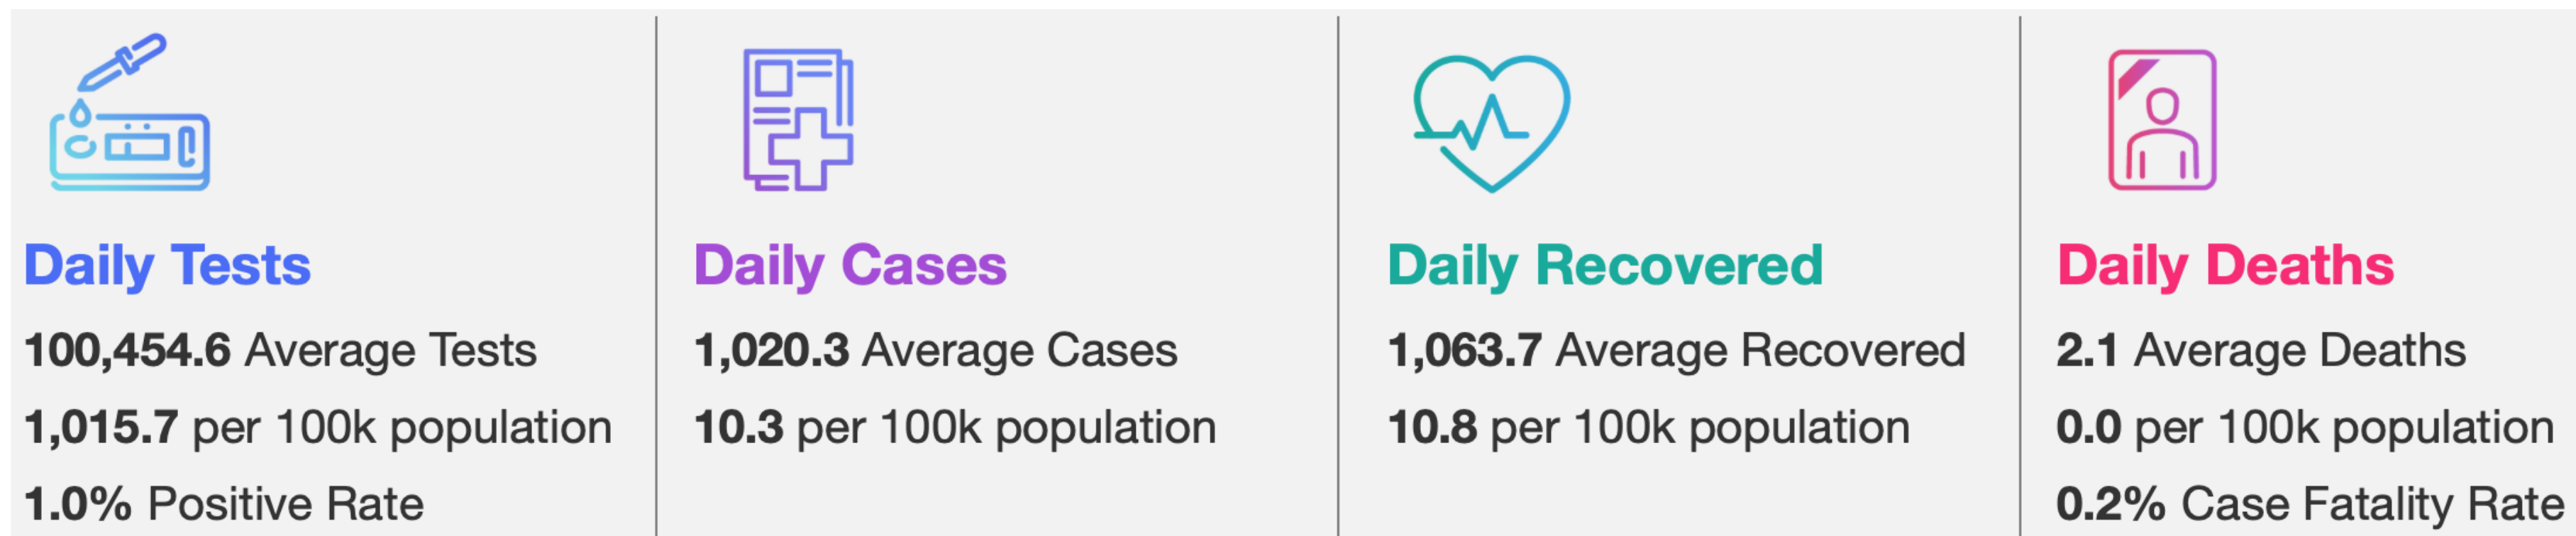 Daily Tests
100,454.6 Average Tests
1,015.7 per 100k population
1.0% Positive Rate
Daily Cases
1,020.3 Average Cases
10.3 per 100k population
Daily Recovered
1,063.7 Average Recovered
10.8 per 100k population
Daily Deaths
2.1 Average Deaths
0.0 per 100k population
0.2% Case Fatality Rate